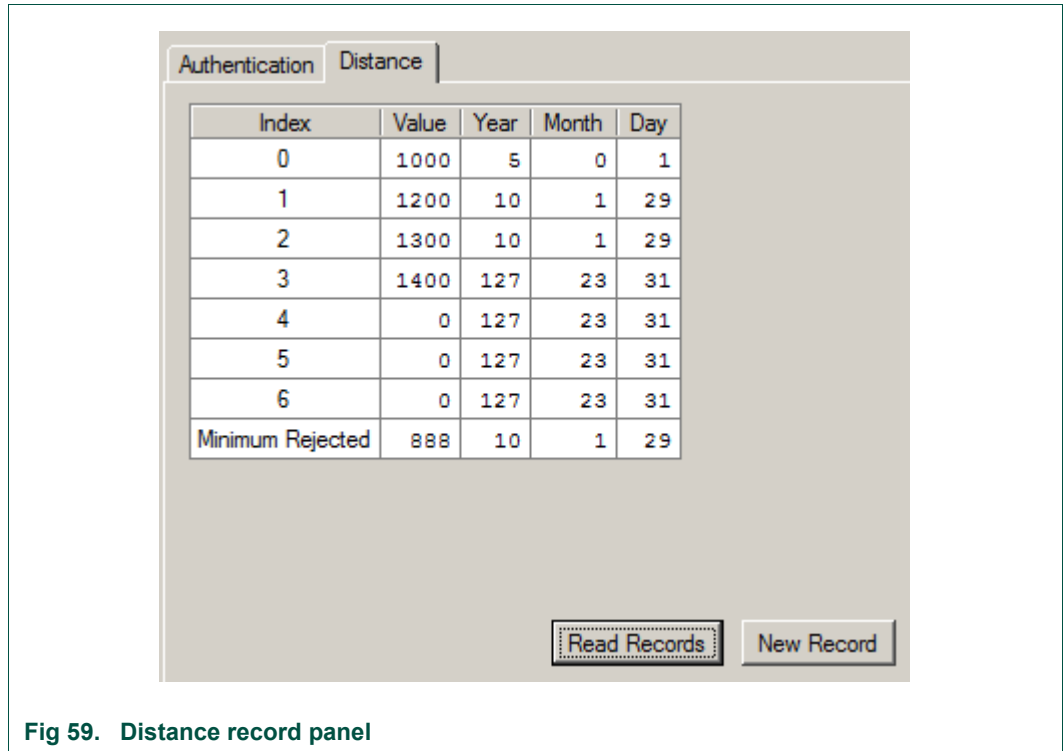 Authentication Distance
Index Value Year Month Day
0 1000 5 0 1
1 1200 10 1 29
2 1300 10 1 29
3 1400 127 23 31
4 0 127 23 31
5 0 127 23 31
6 0 127 23 31
Minimum Rejected 888 10 1 29
Read Records New Record
Fig 59. Distance record panel